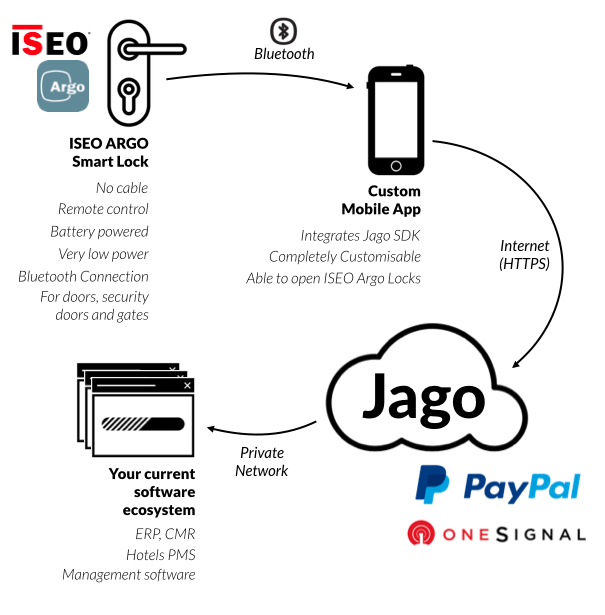 ISEO
Argo
Bluetooth
ISEO ARGO
Smart Lock
No cable
Remote control
Battery powered
Very low power
Bluetooth Connection
For doors, security
doors and gates
Custom
Mobile App
Integrates Jago SDK
Completely Customisable
Able to open ISEO Argo Locks
Internet
(HTTPS)
Jago
PayPal
ONESIGNAL
Private
Network
Your current
software
ecosystem
ERP, CMR
Hotels PMS
Management software